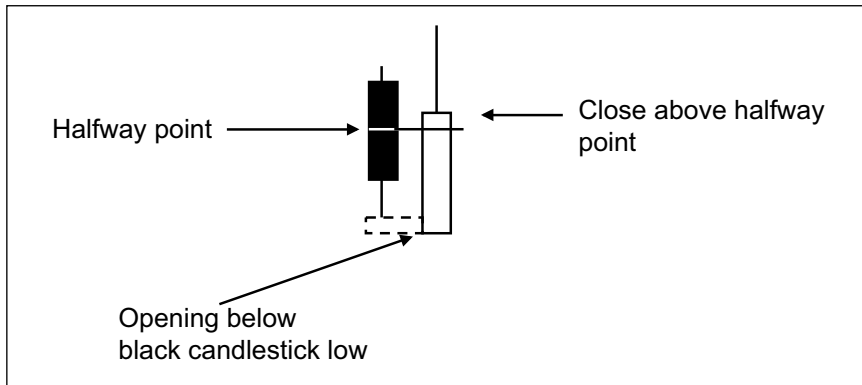 Halfway point
Close above halfway
point
Opening below
black candlestick low